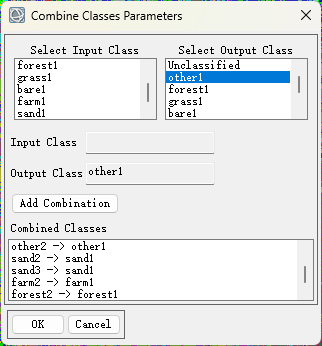 Combine Classes Parameters
Select Input Class
Select Output Class
forest1
grass1
bare1
farm1
sand1
Unclassified
other1
forest1
grass1
bare1
Input Class
Output Class other1
Add Combination
Combined Classes
other2 -> other1
sand2 -> sand1
sand3 -> sand1
farm2 -> farm1
forest2 -> forest1
OK
Cancel